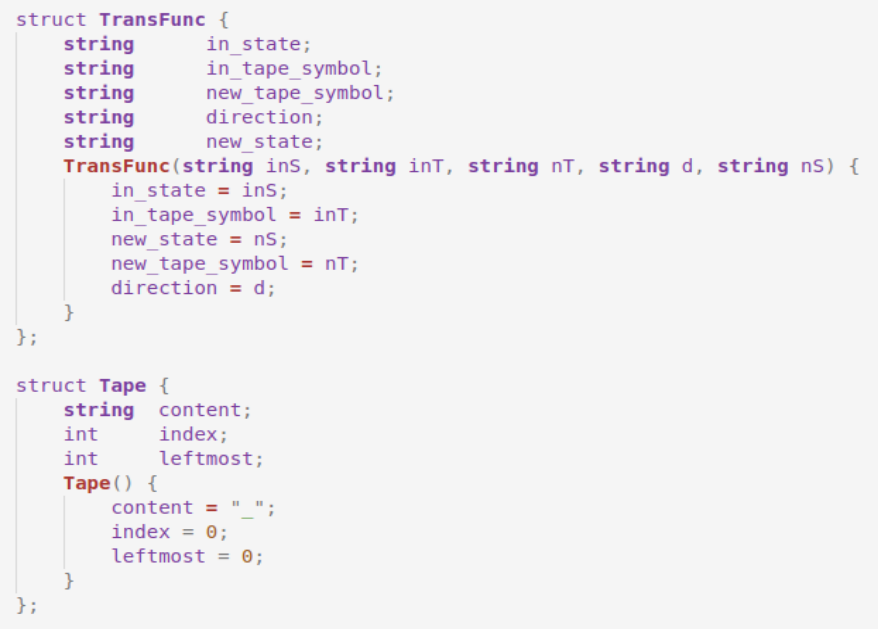 struct TransFunc {
    string      in_state;
    string      in_tape_symbol;
    string      new_tape_symbol;
    string      direction;
    string      new_state;
    TransFunc(string inS, string inT, string nT, string d, string nS) {
        in_state = inS;
        in_tape_symbol = inT;
        new_state = nS;
        new_tape_symbol = nT;
        direction = d;
    }
};

struct Tape {
    string  content;
    int     index;
    int     leftmost;
    Tape() {
        content = "_";
        index = 0;
        leftmost = 0;
    }
};